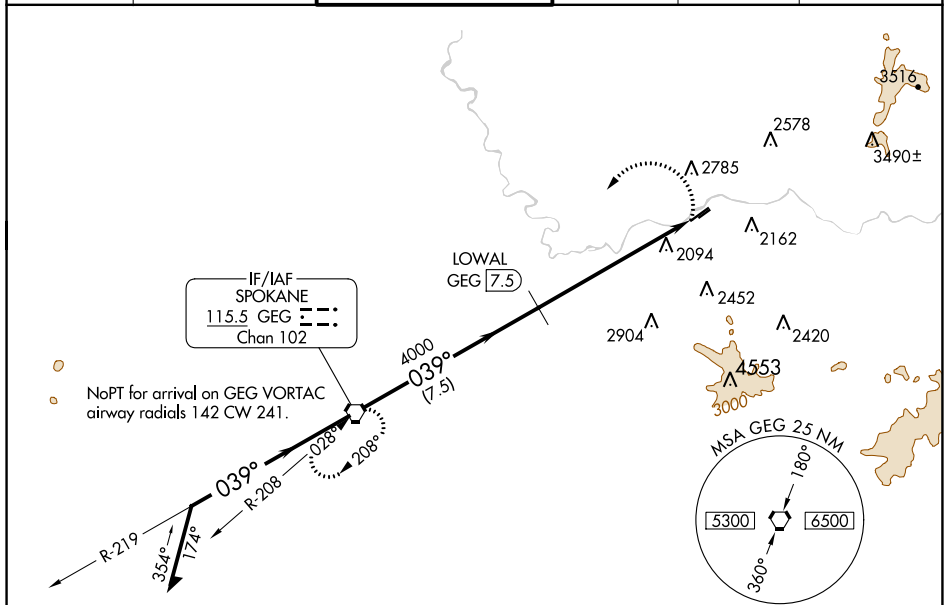 3516
2578
3490±
2785
2162
2094
LOWAL
GEG 7.5
IF/IAF
SPOKANE
115.5 GEG
Chan 102
2452
2904
2420
4000
039°
(7.5)
4553
3000
NoPT for arrival on GEG VORTAC
airway radials 142 CW 241.
028°
208°
039°
R-208
R-219
354°
174°
MSA GEG 25 NM
180°
5300
6500
360°